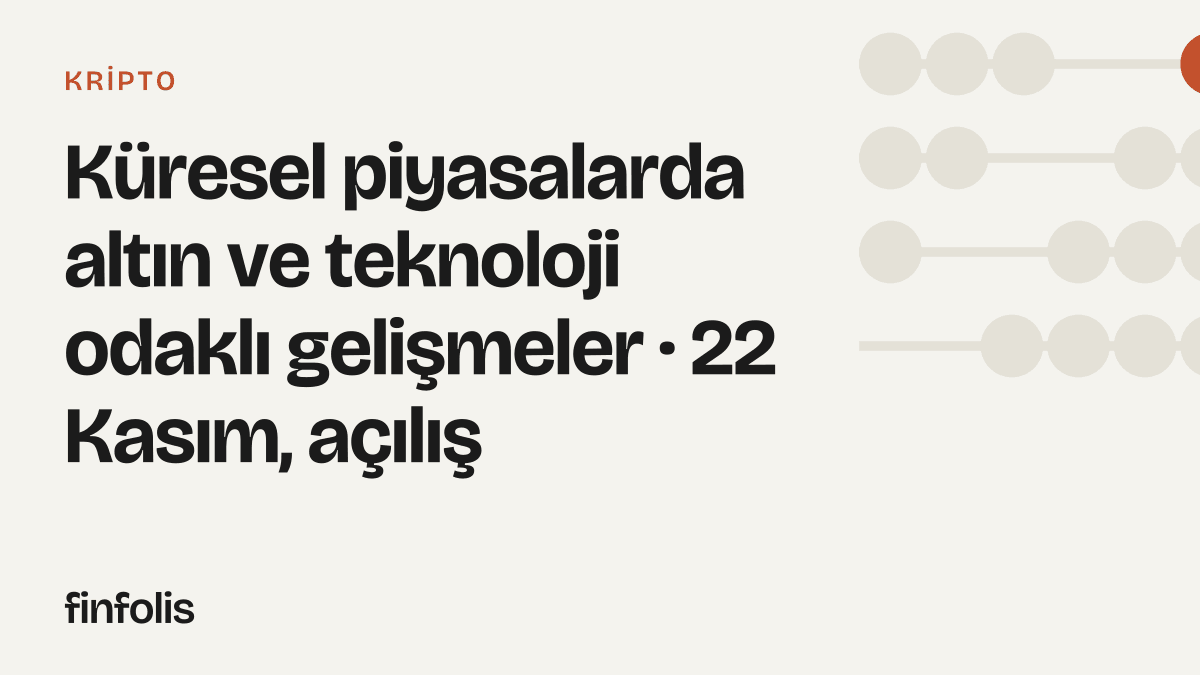 KRİPTO
Küresel piyasalarda
altın ve teknoloji
odaklı gelişmeler · 22
Kasım, açılış
finfolis